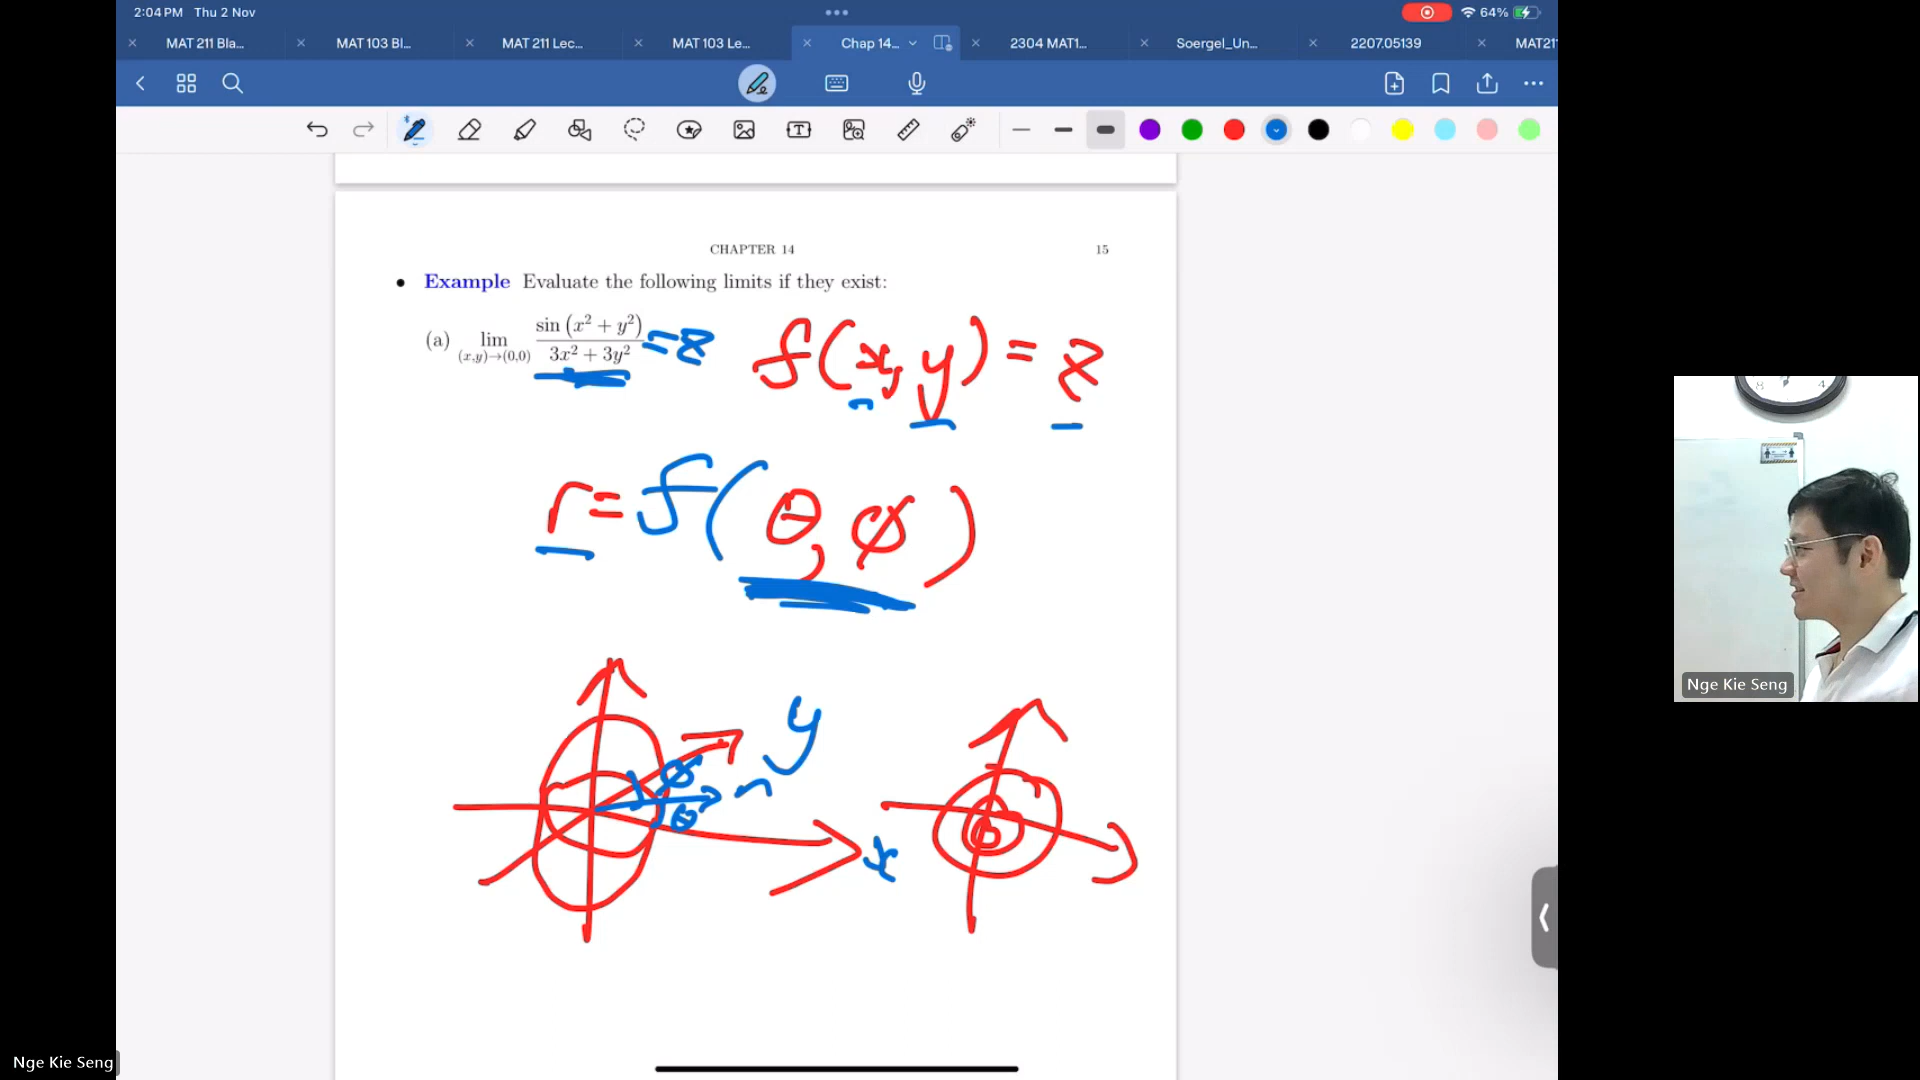 2:04 PM Thu 2 Nov
64%
MAT 211 Bla...
MAT 103 Bl...
MAT 211 Lec...
MAT 103 Le...
Chap 14...
2304 MAT1...
Soergel_Un...
2207.05139
MAT21
CHAPTER 14
15
• Example Evaluate the following limits if they exist:
(a) lim (x,y)→(0,0) sin (x² + y²) / 3x² + 3y² = z
f(x, y) = z
r = f(θ, φ)
y
φ
θ
x
8
4
Nge Kie Seng
Nge Kie Seng